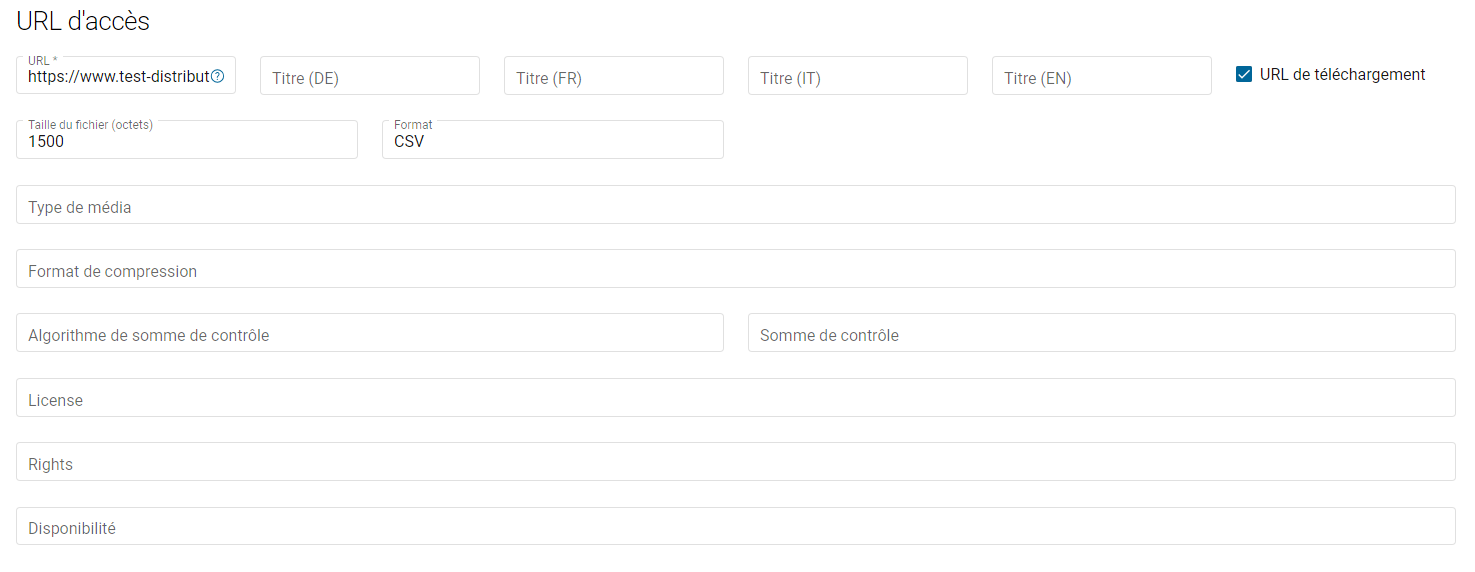 URL d'accès
URL *
https://www.test-distribut
Titre (DE)
Titre (FR)
Titre (IT)
Titre (EN)
URL de téléchargement
Taille du fichier (octets)
1500
Format
CSV
Type de média
Format de compression
Algorithme de somme de contrôle
Somme de contrôle
License
Rights
Disponibilité